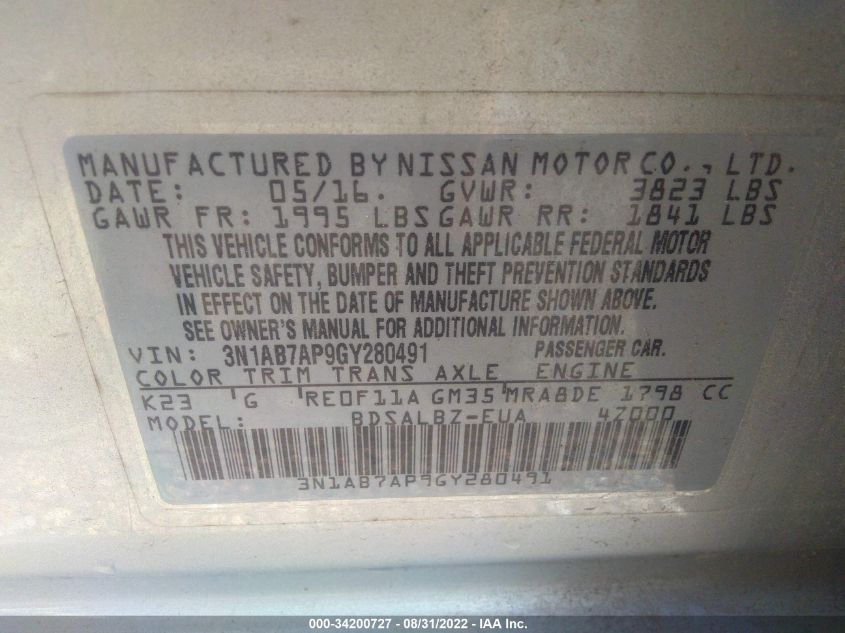 MANUFACTURED BY NISSAN MOTOR CO., LTD.
DATE: 05/16. GVWR: 3823 LBS
GAWR FR: 1995 LBS GAWR RR: 1841 LBS
THIS VEHICLE CONFORMS TO ALL APPLICABLE FEDERAL MOTOR
VEHICLE SAFETY, BUMPER AND THEFT PREVENTION STANDARDS
IN EFFECT ON THE DATE OF MANUFACTURE SHOWN ABOVE.
SEE OWNER'S MANUAL FOR ADDITIONAL INFORMATION.
VIN: 3N1AB7AP9GY280491 PASSENGER CAR.
COLOR TRIM TRANS AXLE ENGINE
K23 G RE0F11A GM35 MRA8DE 1798 CC
MODEL: BDSALBZ-EUA 4Z000
3N1AB7AP9GY280491
000-34200727 - 08/31/2022 - IAA Inc.